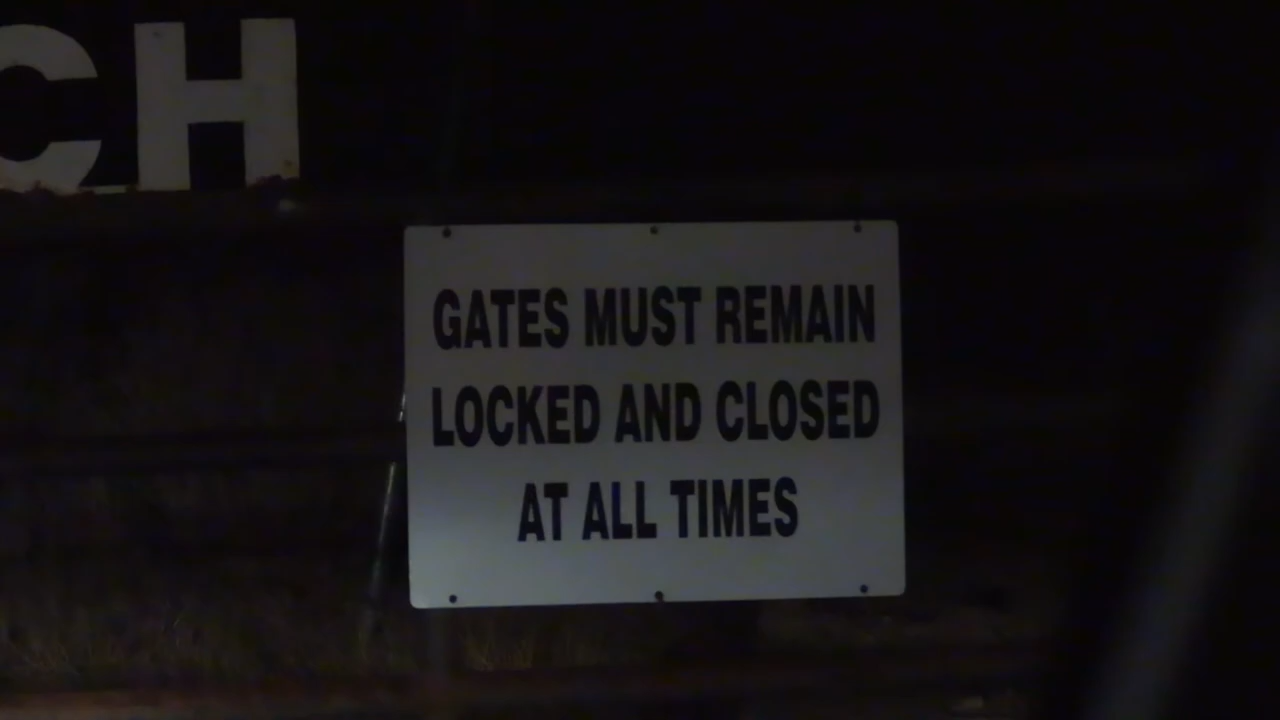 CH
GATES MUST REMAIN
LOCKED AND CLOSED
AT ALL TIMES